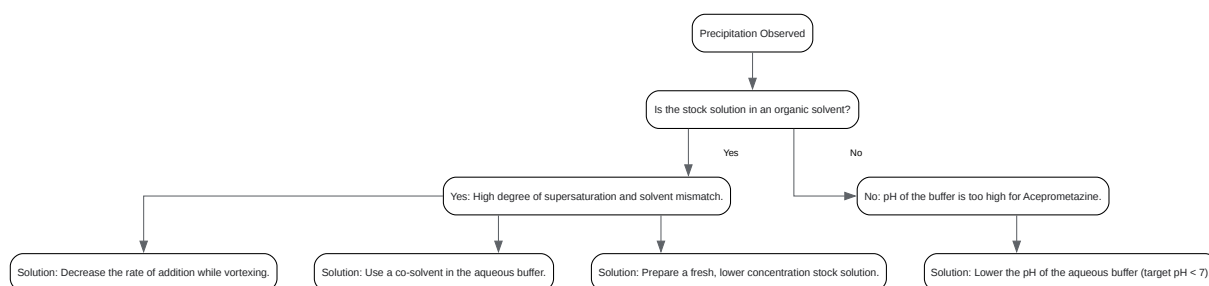 Precipitation Observed
Is the stock solution in an organic solvent?
Yes
No
Yes: High degree of supersaturation and solvent mismatch.
No: pH of the buffer is too high for Aceprometazine.
Solution: Decrease the rate of addition while vortexing.
Solution: Use a co-solvent in the aqueous buffer.
Solution: Prepare a fresh, lower concentration stock solution.
Solution: Lower the pH of the aqueous buffer (target pH < 7)